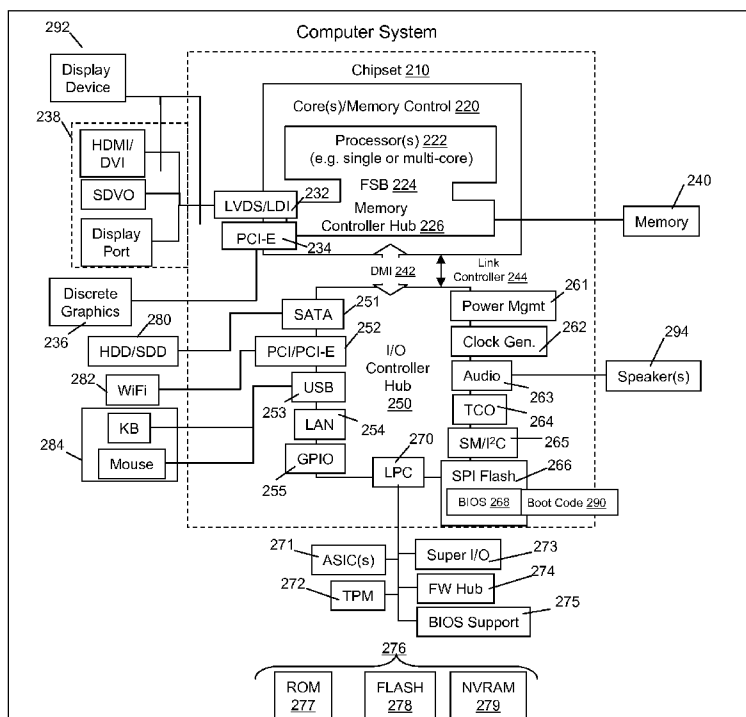 Computer System
292
Display
Device
Chipset 210
238
Core(s)/Memory Control 220
HDMI/
DVI
Processor(s) 222
(e.g. single or multi-core)
SDVO
232
FSB 224
240
LVDS/LDI
Memory
Controller Hub 226
Memory
Display
Port
PCI-E
234
DMI 242
Link
Controller 244
261
Discrete
Graphics
251
Power Mgmt
236
280
SATA
262
252
I/O
Controller
Hub
250
Clock Gen.
294
HDD/SDD
PCI/PCI-E
282
WiFi
USB
Audio
Speaker(s)
253
263
KB
TCO
264
LAN
254
284
Mouse
270
SM/I²C
265
GPIO
255
LPC
SPI Flash
266
BIOS 268
Boot Code 290
271
ASIC(s)
Super I/O
273
272
TPM
FW Hub
274
BIOS Support
275
276
ROM
277
FLASH
278
NVRAM
279